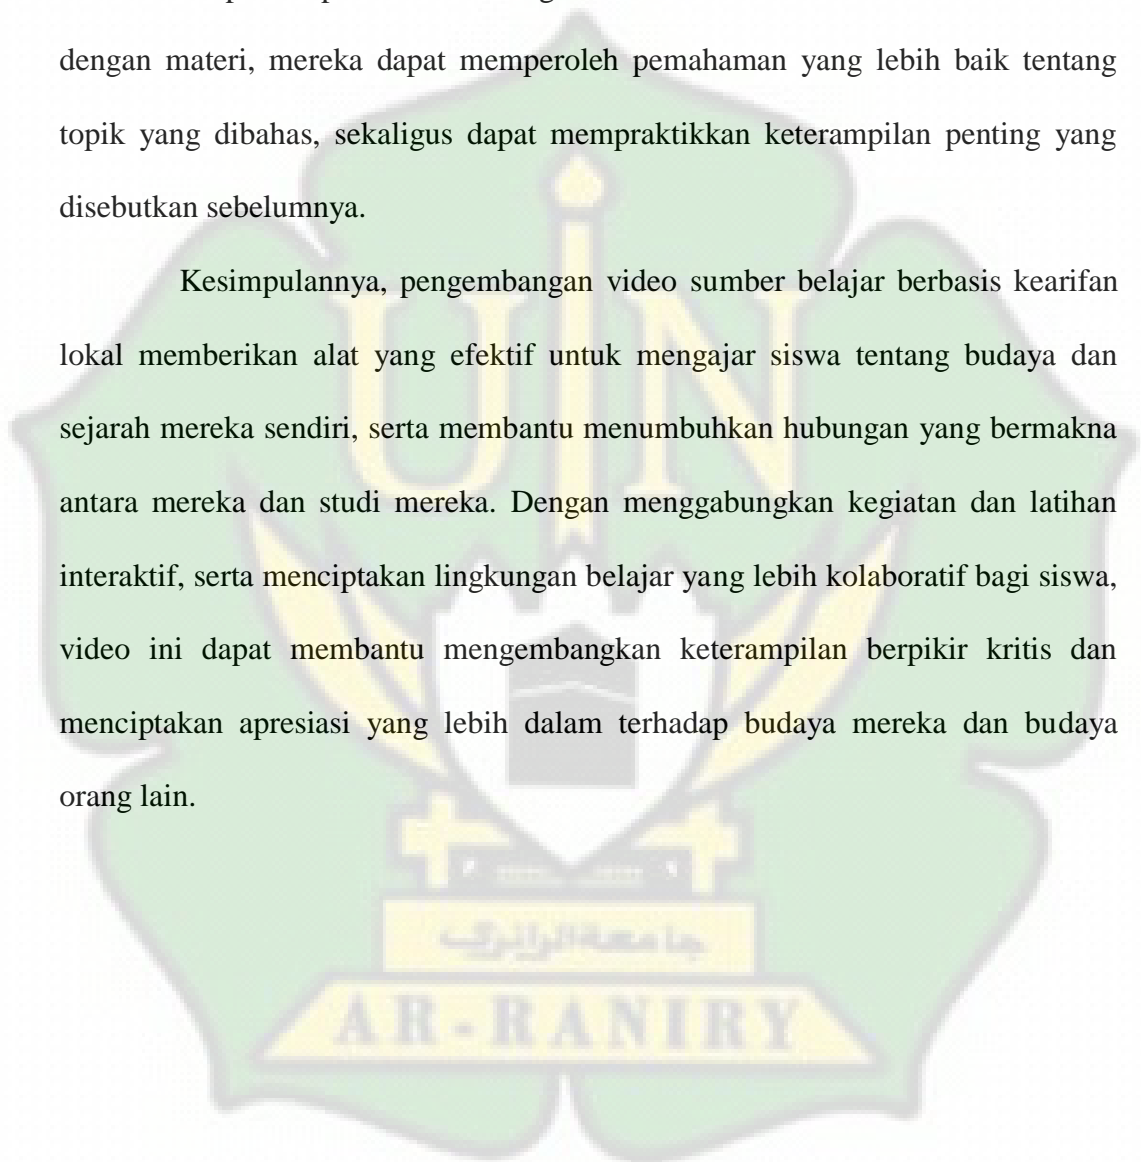 dengan materi, mereka dapat memperoleh pemahaman yang lebih baik tentang
topik yang dibahas, sekaligus dapat mempraktikkan keterampilan penting yang
disebutkan sebelumnya.
Kesimpulannya, pengembangan video sumber belajar berbasis kearifan
lokal memberikan alat yang efektif untuk mengajar siswa tentang budaya dan
sejarah mereka sendiri, serta membantu menumbuhkan hubungan yang bermakna
antara mereka dan studi mereka. Dengan menggabungkan kegiatan dan latihan
interaktif, serta menciptakan lingkungan belajar yang lebih kolaboratif bagi siswa,
video ini dapat membantu mengembangkan keterampilan berpikir kritis dan
menciptakan apresiasi yang lebih dalam terhadap budaya mereka dan budaya
orang lain.
UIN
جامعة الرانري
AR-RANIRY